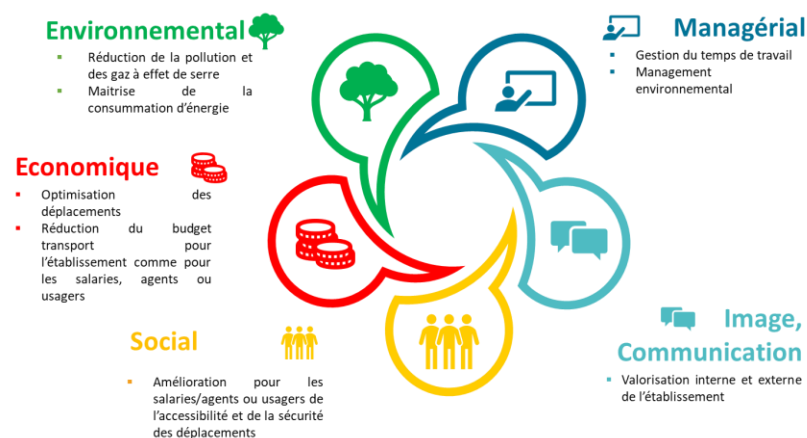 Environnemental
▪ Réduction de la pollution et
des gaz à effet de serre
▪ Maitrise de la
consummation d'énergie
Managérial
▪ Gestion du temps de travail
▪ Management
environnemental
Economique
▪ Optimisation des
déplacements
▪ Réduction du budget
transport pour
l'établissement comme pour
les salaries, agents ou
usagers
Social
▪ Amélioration pour les
salariés/agents ou usagers de
l'accessibilité et de la sécurité
des déplacements
Image,
Communication
▪ Valorisation interne et externe
de l'établissement